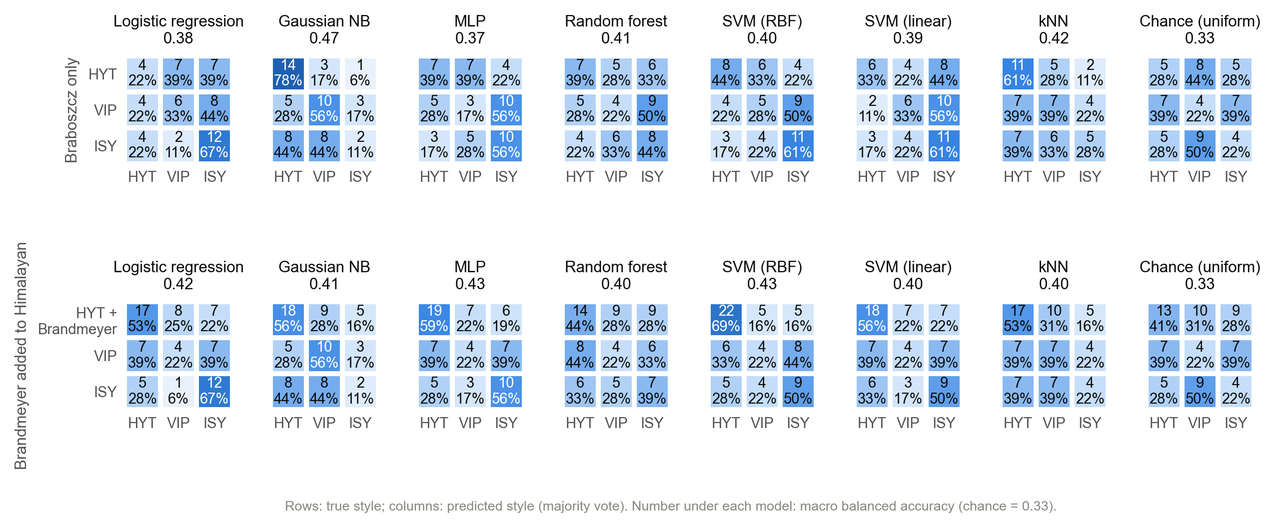 Logistic regression Gaussian NB MLP Random forest SVM (RBF) SVM (linear) kNN Chance (uniform)
0.38 0.47 0.37 0.41 0.40 0.39 0.42 0.33
Braboszcz only
HYT 4 7 7 14 3 1 7 7 4 7 5 6 8 6 4 6 4 8 11 5 2 5 8 5
22% 39% 39% 78% 17% 6% 39% 39% 22% 39% 28% 33% 44% 33% 22% 33% 22% 44% 61% 28% 11% 28% 44% 28%
VIP 4 6 8 5 10 3 5 3 10 5 4 9 4 5 9 2 6 10 7 7 4 7 4 7
22% 33% 44% 28% 56% 17% 28% 17% 56% 28% 22% 50% 22% 28% 50% 11% 33% 56% 39% 39% 22% 39% 22% 39%
ISY 4 2 12 8 8 2 3 5 10 4 6 8 3 4 11 3 4 11 7 6 5 5 9 4
22% 11% 67% 44% 44% 11% 17% 28% 56% 22% 33% 44% 17% 22% 61% 17% 22% 61% 39% 33% 28% 28% 50% 22%
HYT VIP ISY HYT VIP ISY HYT VIP ISY HYT VIP ISY HYT VIP ISY HYT VIP ISY HYT VIP ISY HYT VIP ISY
Brandmeyer added to Himalayan
Logistic regression Gaussian NB MLP Random forest SVM (RBF) SVM (linear) kNN Chance (uniform)
0.42 0.41 0.43 0.40 0.43 0.40 0.40 0.33
HYT + 17 8 7 18 9 5 19 7 6 14 9 9 22 5 5 18 7 7 17 10 5 13 10 9
Brandmeyer 53% 25% 22% 56% 28% 16% 59% 22% 19% 44% 28% 28% 69% 16% 16% 56% 22% 22% 53% 31% 16% 41% 31% 28%
VIP 7 4 7 5 10 3 7 4 7 8 4 6 6 4 8 7 4 7 7 7 4 7 4 7
39% 22% 39% 28% 56% 17% 39% 22% 39% 44% 22% 33% 33% 22% 44% 39% 22% 39% 39% 39% 22% 39% 22% 39%
ISY 5 1 12 8 8 2 5 3 10 6 5 7 5 4 9 6 3 9 7 7 4 5 9 4
28% 6% 67% 44% 44% 11% 28% 17% 56% 33% 28% 39% 28% 22% 50% 33% 17% 50% 39% 39% 22% 28% 50% 22%
HYT VIP ISY HYT VIP ISY HYT VIP ISY HYT VIP ISY HYT VIP ISY HYT VIP ISY HYT VIP ISY HYT VIP ISY
Rows: true style; columns: predicted style (majority vote). Number under each model: macro balanced accuracy (chance = 0.33).